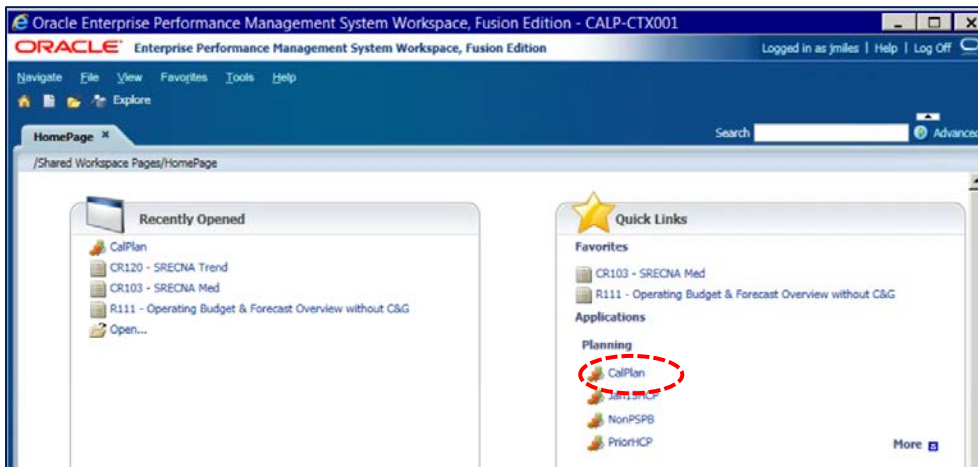 Oracle Enterprise Performance Management System Workspace, Fusion Edition - CALP-CTX001
ORACLE Enterprise Performance Management System Workspace, Fusion Edition
Logged in as jmiles | Help | Log Off
Navigate File View Favorites Tools Help
Explore
HomePage
Search
Advanced
/Shared Workspace Pages/HomePage
Recently Opened
CalPlan
CR120 - SRECNA Trend
CR103 - SRECNA Med
R111 - Operating Budget & Forecast Overview without C&G
Open...
Quick Links
Favorites
CR103 - SRECNA Med
R111 - Operating Budget & Forecast Overview without C&G
Applications
Planning
CalPlan
Jan15HCP
NonPSPB
PriorHCP
More